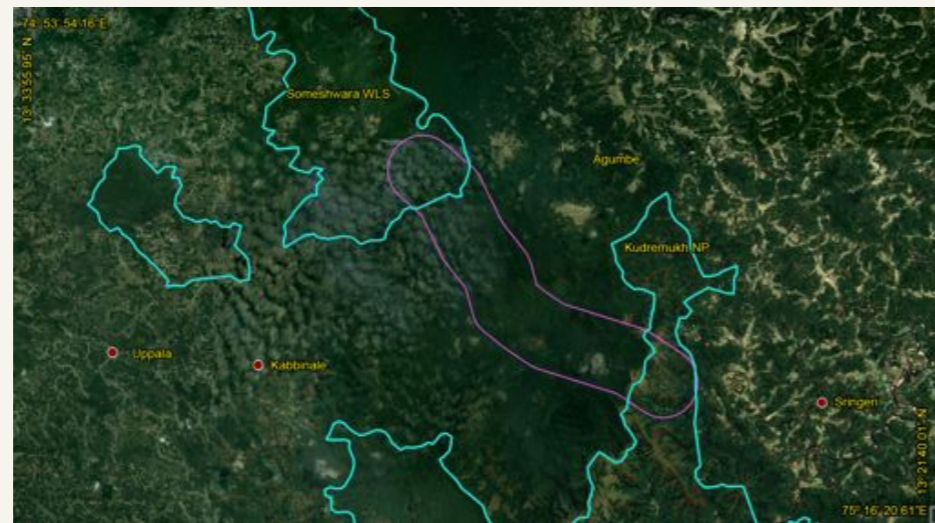 74° 53' 54.16" E
13° 33' 55.95" N
Someshwara WLS
Agumbe
Kudremukh NP
Uppala
Kabbinale
Sringeri
13° 21' 40.01" N
75° 16' 20.61" E